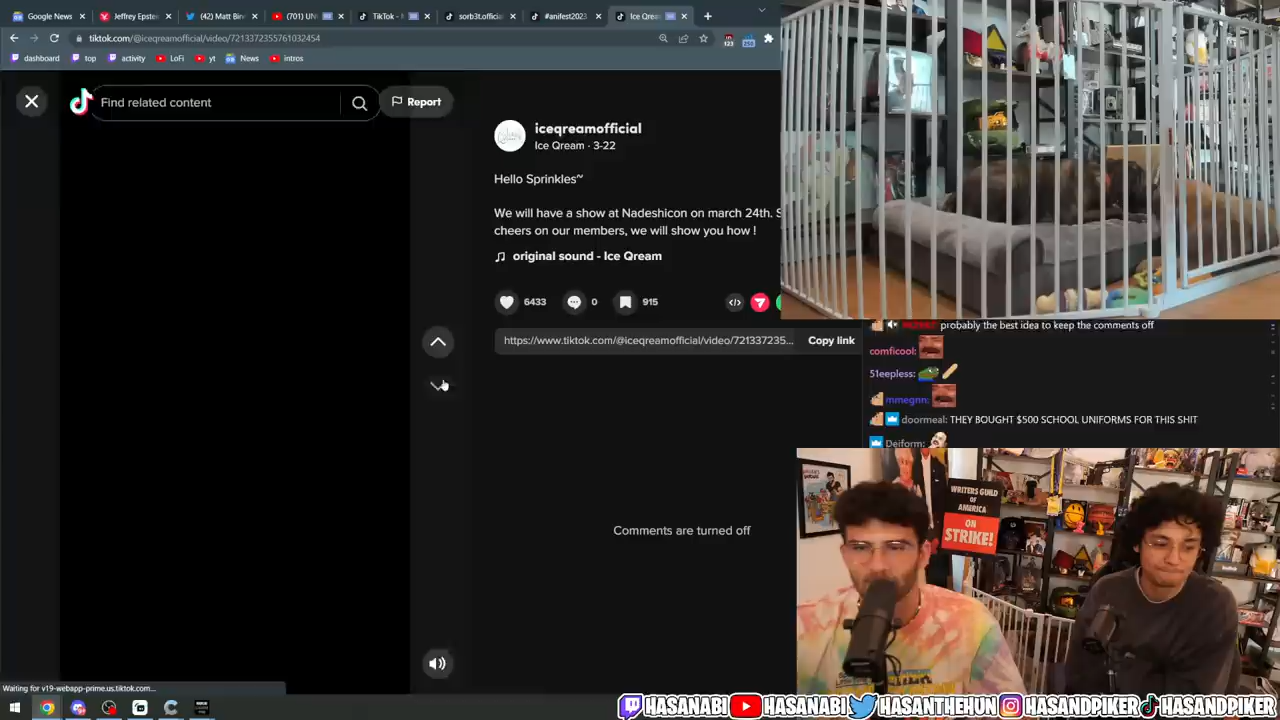 Google News
Jeffrey Epste
(42) Matt Bin
(701) UN
TikTok -
sorb3t.official
#anifest2023
Ice Qream
tiktok.com/@iceqreamofficial/video/7213372355761032454
dashboard
top
activity
LoFi
yt
News
intros
Find related content
Report
iceqreamofficial
Ice Qream · 3-22
Hello Sprinkles~
We will have a show at Nadeshicon on march 24th. S
cheers on our members, we will show you how !
original sound - Ice Qream
6433
0
915
https://www.tiktok.com/@iceqreamofficial/video/721337235...
Copy link
Comments are turned off
probably the best idea to keep the comments off
comficool:
51eepless:
mmegnn:
doormeal: THEY BOUGHT $500 SCHOOL UNIFORMS FOR THIS SHIT
Deiform:
WRITERS GUILD
OF
AMERICA
ON
STRIKE!
Waiting for v19-webapp-prime.us.tiktok.com...
HASANABI
HASANABI
HASANTHEHUN
HASANDPIKER
HASANDPIKER